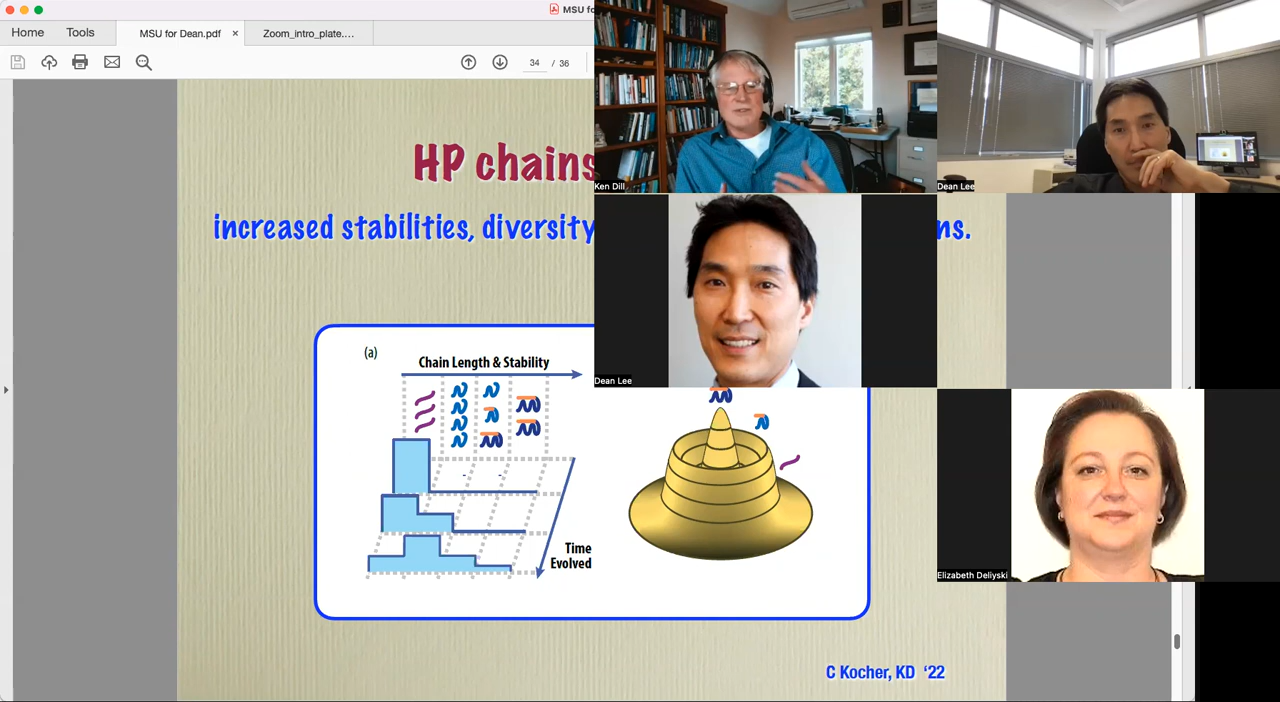 MSU fo
Home
Tools
MSU for Dean.pdf
×
Zoom_intro_plate....
34 / 36
Ken Dill
Dean Lee
HP chains
increased stabilities, diversity
ns.
Dean Lee
(a)
Chain Length & Stability
Time
Evolved
Elizabeth Deliyski
C Kocher, KD ‘22